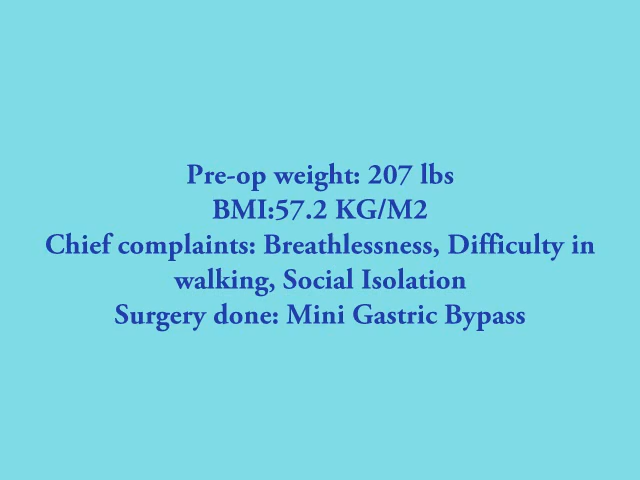 Pre-op weight: 207 lbs
BMI:57.2 KG/M2
Chief complaints: Breathlessness, Difficulty in
walking, Social Isolation
Surgery done: Mini Gastric Bypass